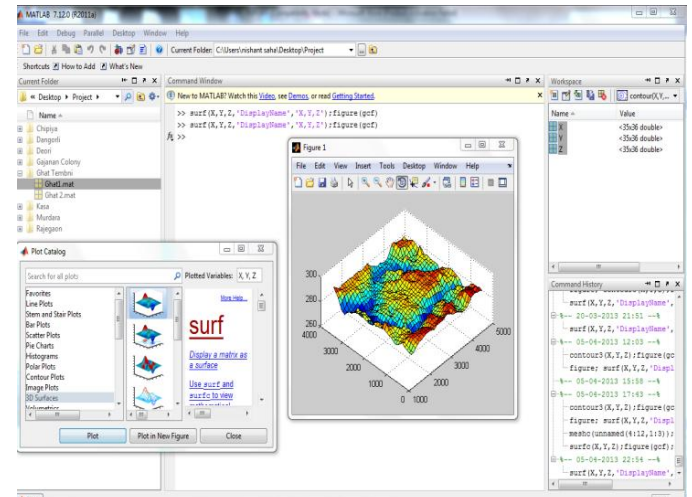 MATLAB 7.12.0 (R2011a)
File Edit Debug Parallel Desktop Window Help
Current Folder: C:\Users\nishant saha\Desktop\Project
Shortcuts How to Add What's New
Current Folder
« Desktop ▸ Project ▸
Name
Chipiya
Dangorli
Deori
Gajanan Colony
Ghat Tembni
Ghat1.mat
Ghat 2.mat
Kasa
Murdara
Rajegaon
Command Window
New to MATLAB? Watch this Video, see Demos, or read Getting Started.
>> surf(X,Y,Z,'DisplayName','X,Y,Z');figure(gcf)
>> surf(X,Y,Z,'DisplayName','X,Y,Z');figure(gcf)
fx >>
Figure 1
File Edit View Insert Tools Desktop Window Help
300
280
260
4000
3000
2000
1000
0
1000
2000
3000
4000
5000
Workspace
contour(X,Y,...
Name Value
X <35x36 double>
Y <35x36 double>
Z <35x36 double>
Command History
surf(X,Y,Z,'DisplayName',
%-- 20-03-2013 21:51 --%
surf(X,Y,Z,'DisplayName',
%-- 05-04-2013 12:03 --%
contour3(X,Y,Z);figure(gc
figure; surf(X,Y,Z,'Displ
%-- 05-04-2013 15:58 --%
%-- 05-04-2013 17:43 --%
contour3(X,Y,Z);figure(gc
figure; surf(X,Y,Z,'Displ
meshc(unnamed(4:12,1:3));
surfc(X,Y,Z);figure(gcf);
%-- 05-04-2013 22:54 --%
surf(X,Y,Z,'DisplayName',
Plot Catalog
Search for all plots
Plotted Variables: X, Y, Z
Favorites
Line Plots
Stem and Stair Plots
Bar Plots
Scatter Plots
Pie Charts
Histograms
Polar Plots
Contour Plots
Image Plots
3D Surfaces
Volumetrics
More Help...
surf
Display a matrix as
a surface
Use surf and
surfc to view
Plot Plot in New Figure Close